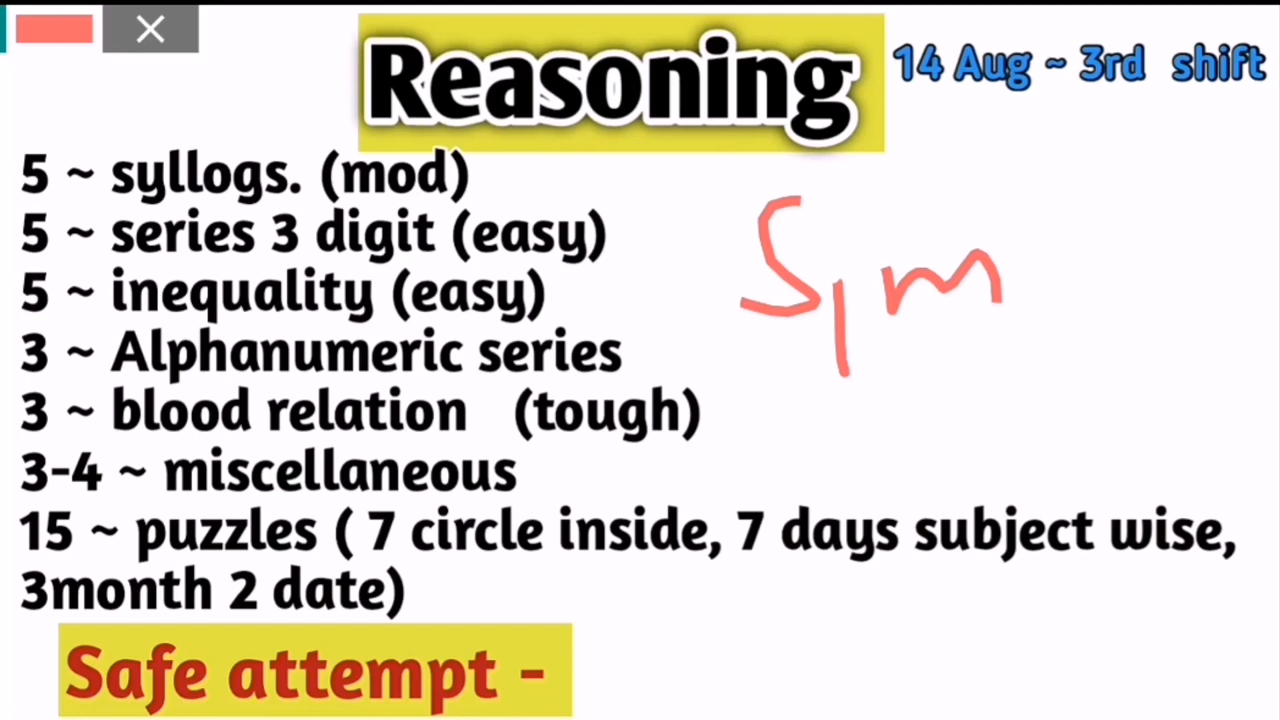 Reasoning
14 Aug ~ 3rd shift
5 ~ syllogs. (mod)
5 ~ series 3 digit (easy)
5 ~ inequality (easy)
3 ~ Alphanumeric series
3 ~ blood relation (tough)
3-4 ~ miscellaneous
15 ~ puzzles ( 7 circle inside, 7 days subject wise,
3month 2 date)
Safe attempt -